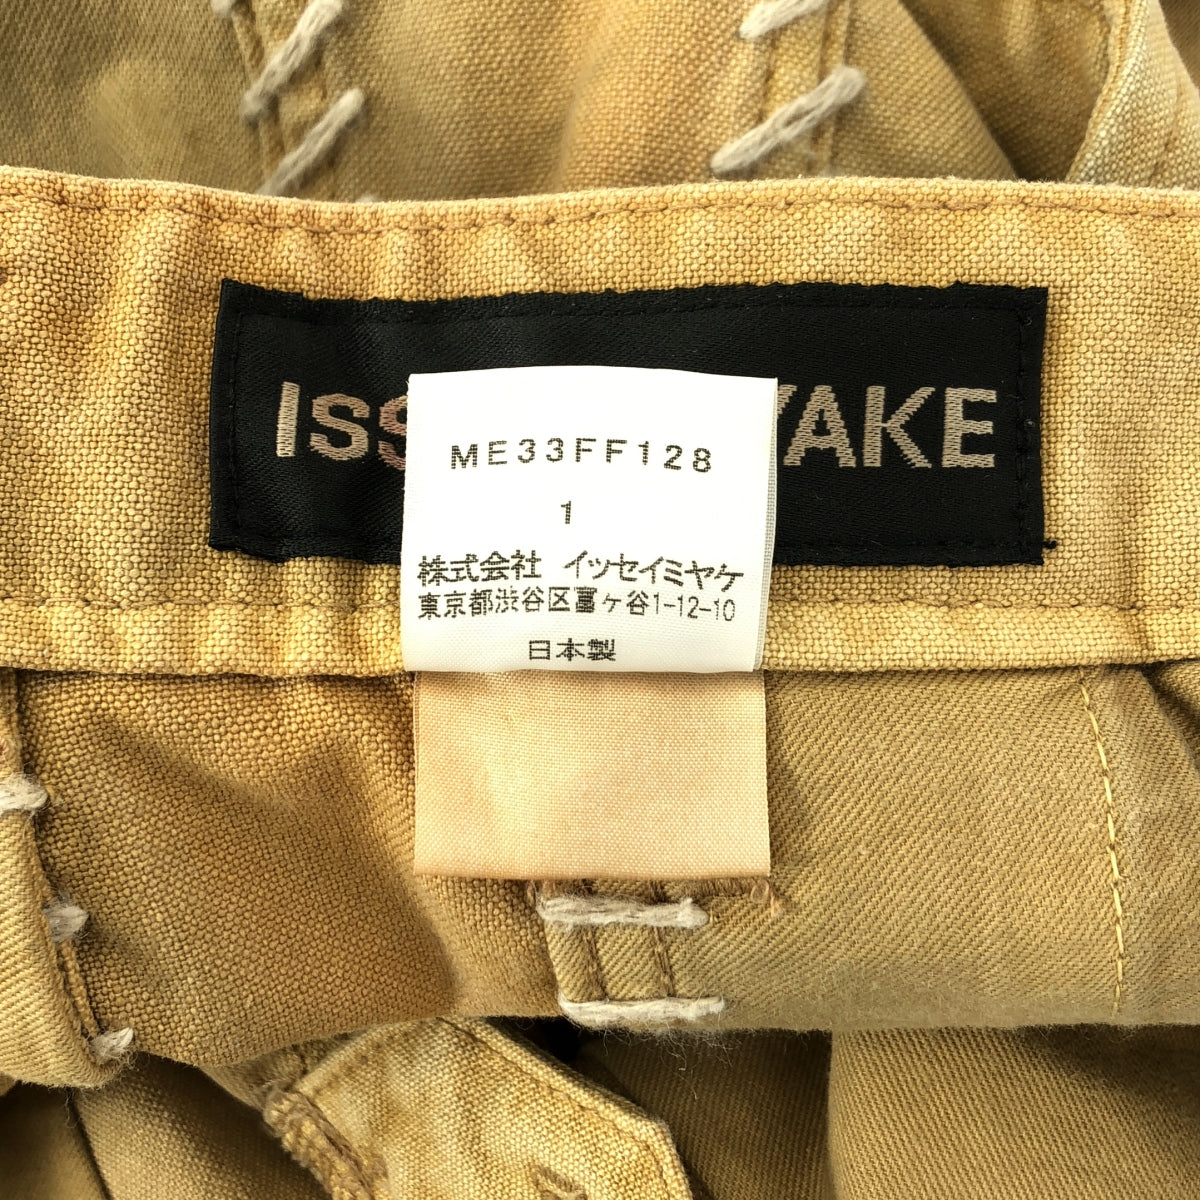 ISS YAKE
ME33FF128
1
株式会社 イッセイミヤケ
東京都渋谷区富ヶ谷1-12-10
日本製